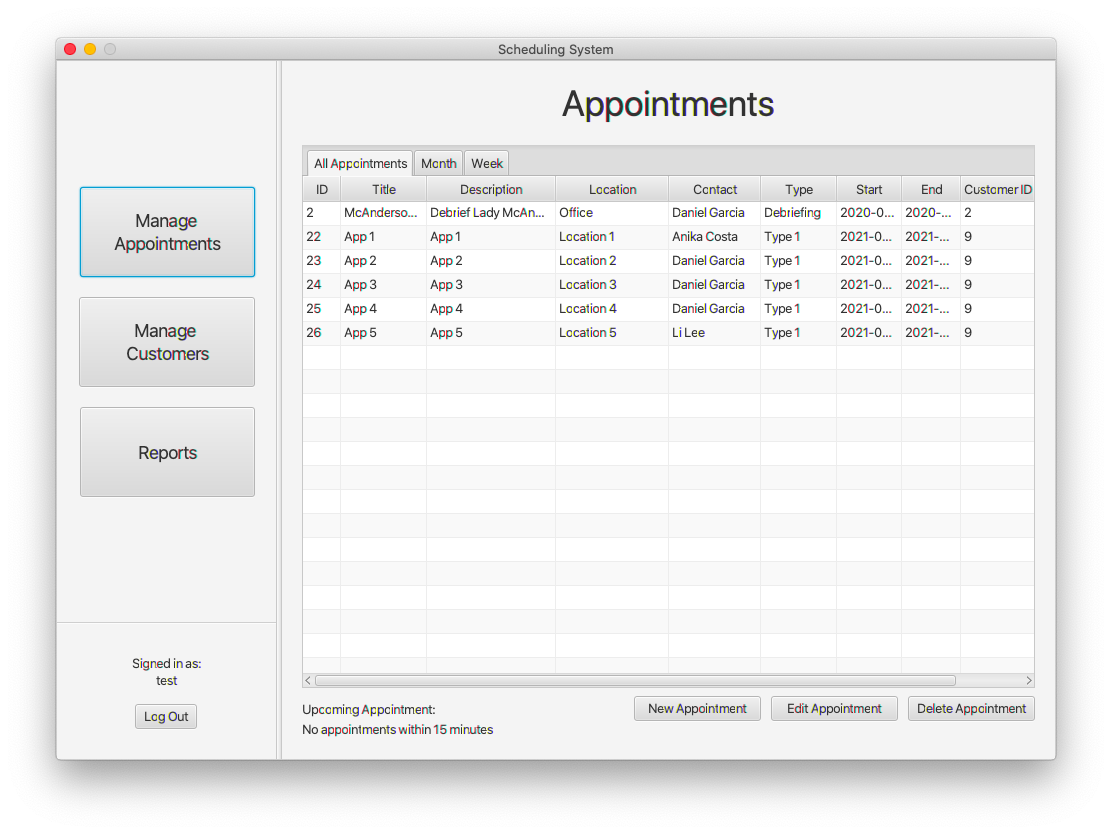 Scheduling System
Manage
Appointments
Manage
Customers
Reports
Signed in as:
test
Log Out
Appointments
All Appointments Month Week
ID Title Description Location Contact Type Start End Customer ID
2 McAnderso... Debrief Lady McAn... Office Daniel Garcia Debriefing 2020-0... 2020-... 2
22 App 1 App 1 Location 1 Anika Costa Type 1 2021-0... 2021-... 9
23 App 2 App 2 Location 2 Daniel Garcia Type 1 2021-0... 2021-... 9
24 App 3 App 3 Location 3 Daniel Garcia Type 1 2021-0... 2021-... 9
25 App 4 App 4 Location 4 Daniel Garcia Type 1 2021-0... 2021-... 9
26 App 5 App 5 Location 5 Li Lee Type 1 2021-0... 2021-... 9
Upcoming Appointment:
No appointments within 15 minutes
New Appointment Edit Appointment Delete Appointment